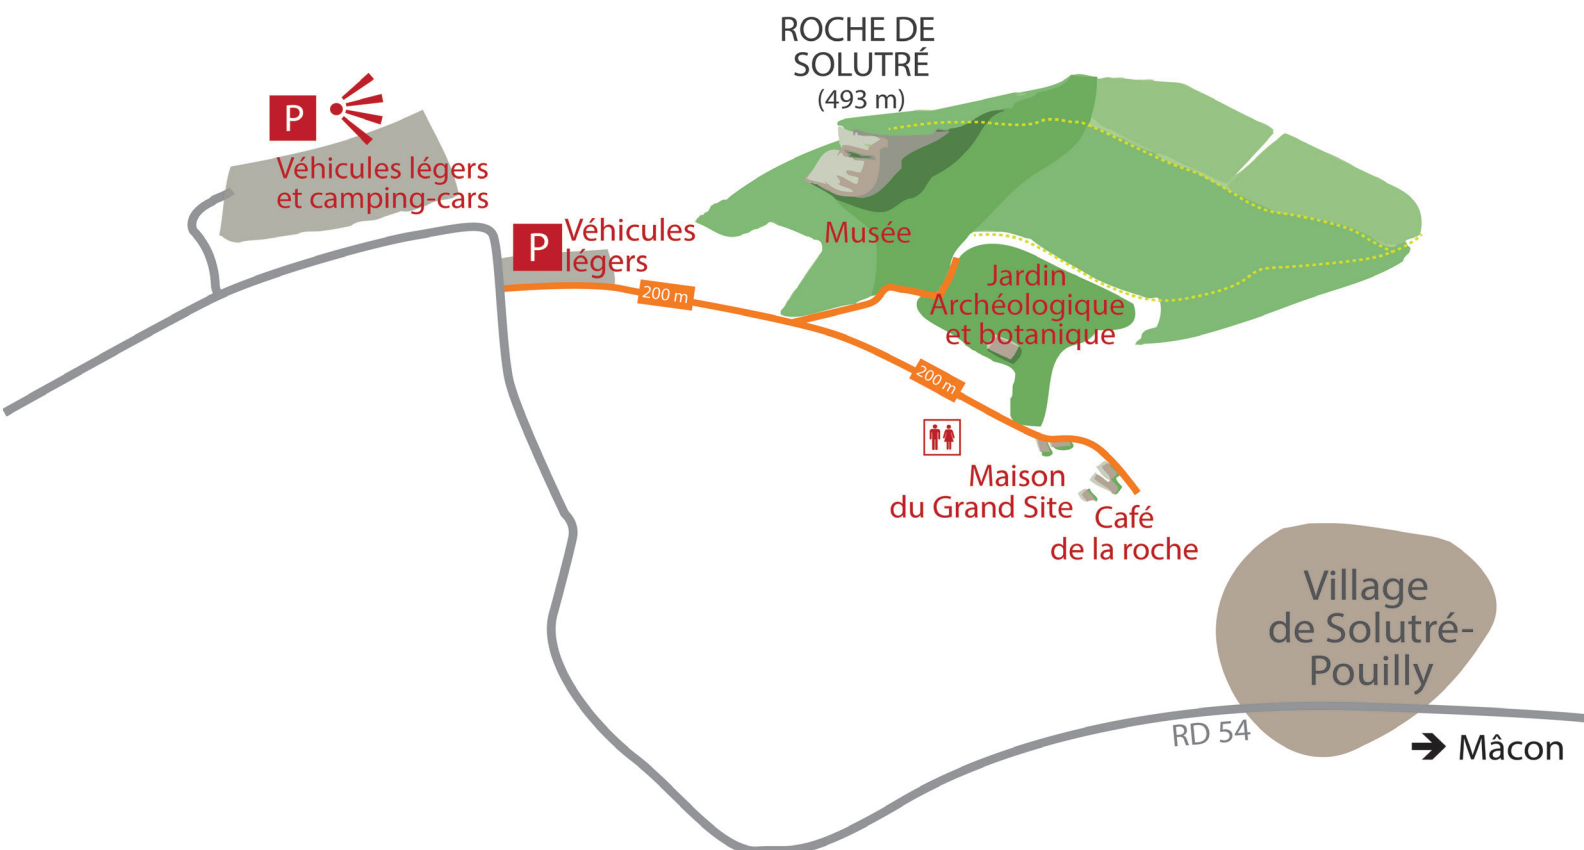 ROCHE DE
SOLUTRÉ
(493 m)
P
Véhicules légers
et camping-cars
P
Véhicules
légers
Musée
200 m
Jardin
Archéologique
et botanique
200 m
Maison
du Grand Site
Café
de la roche
Village
de Solutré-
Pouilly
RD 54
➔ Mâcon